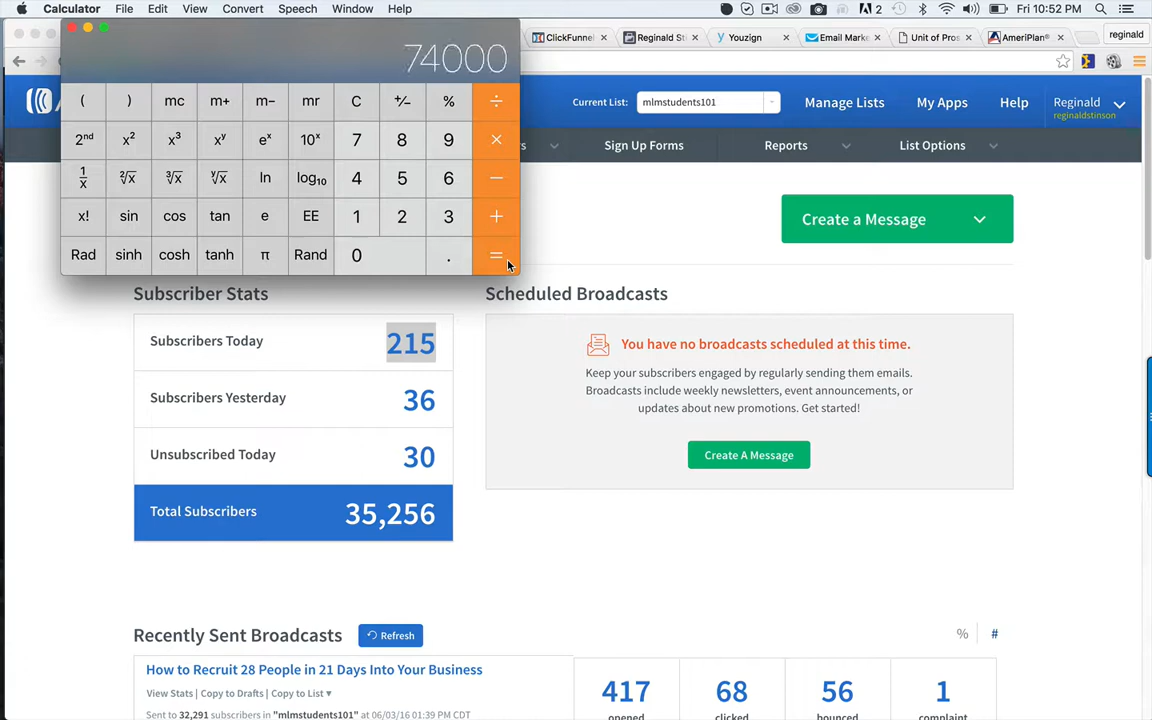 Calculator File Edit View Convert Speech Window Help
2 Fri 10:52 PM
74000
ClickFunnel Reginald St Youzign Email Marke Unit of Pros AmeriPlan® reginald
( ) mc m+ m− mr C ⁺∕₋ % ÷
2nd x² x³ xʸ eˣ 10ˣ 7 8 9 ×
1/x ²√x ³√x ʸ√x ln log₁₀ 4 5 6 −
x! sin cos tan e EE 1 2 3 +
Rad sinh cosh tanh π Rand 0 . =
Current List: mlmstudents101 Manage Lists My Apps Help Reginald
reginaldstinson
Sign Up Forms Reports List Options
Create a Message
Subscriber Stats
Subscribers Today 215
Subscribers Yesterday 36
Unsubscribed Today 30
Total Subscribers 35,256
Scheduled Broadcasts
You have no broadcasts scheduled at this time.
Keep your subscribers engaged by regularly sending them emails.
Broadcasts include weekly newsletters, event announcements, or
updates about new promotions. Get started!
Create A Message
Recently Sent Broadcasts Refresh % #
How to Recruit 28 People in 21 Days Into Your Business
View Stats | Copy to Drafts | Copy to List ▾
Sent to 32,291 subscribers in "mlmstudents101" at 06/03/16 01:39 PM CDT
417 68 56 1
opened clicked bounced complaint